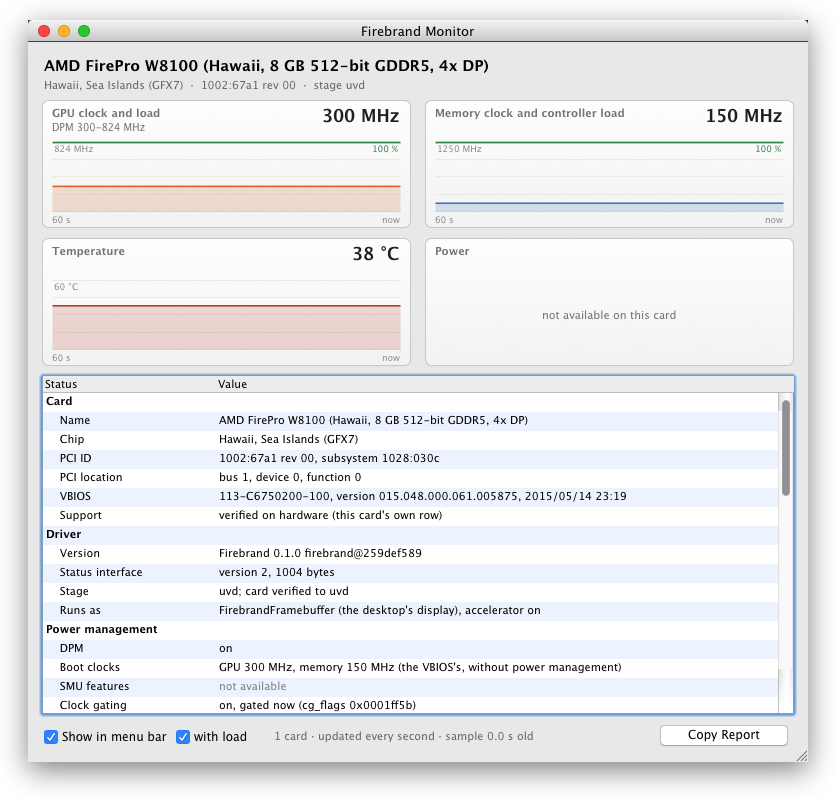 Firebrand Monitor
AMD FirePro W8100 (Hawaii, 8 GB 512-bit GDDR5, 4x DP)
Hawaii, Sea Islands (GFX7) · 1002:67a1 rev 00 · stage uvd
GPU clock and load
300 MHz
DPM 300–824 MHz
824 MHz
100 %
60 s
now
Memory clock and controller load
150 MHz
1250 MHz
100 %
60 s
now
Temperature
38 °C
60 °C
60 s
now
Power
not available on this card
Status Value
Card
Name AMD FirePro W8100 (Hawaii, 8 GB 512-bit GDDR5, 4x DP)
Chip Hawaii, Sea Islands (GFX7)
PCI ID 1002:67a1 rev 00, subsystem 1028:030c
PCI location bus 1, device 0, function 0
VBIOS 113-C6750200-100, version 015.048.000.061.005875, 2015/05/14 23:19
Support verified on hardware (this card's own row)
Driver
Version Firebrand 0.1.0 firebrand@259def589
Status interface version 2, 1004 bytes
Stage uvd; card verified to uvd
Runs as FirebrandFramebuffer (the desktop's display), accelerator on
Power management
DPM on
Boot clocks GPU 300 MHz, memory 150 MHz (the VBIOS's, without power management)
SMU features not available
Clock gating on, gated now (cg_flags 0x0001ff5b)
Show in menu bar with load 1 card · updated every second · sample 0.0 s old Copy Report